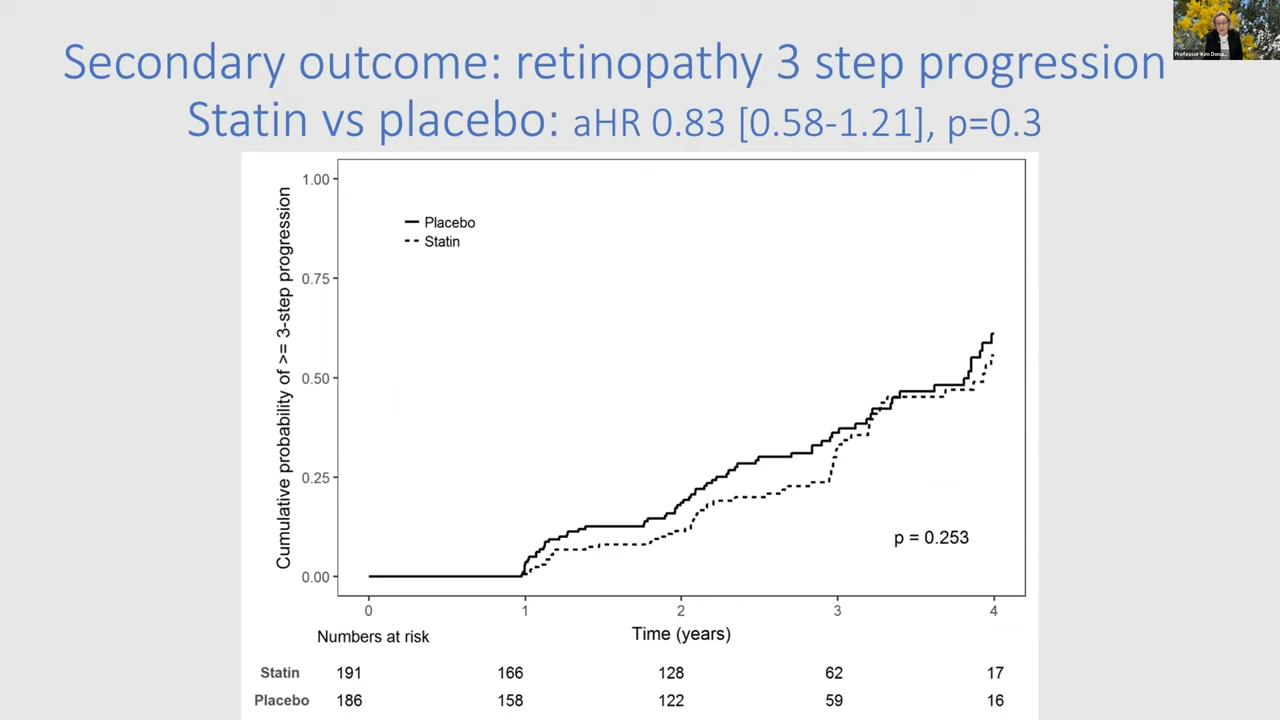 Secondary outcome: retinopathy 3 step progression
Statin vs placebo: aHR 0.83 [0.58-1.21], p=0.3
Professor Kim Dona...
Cumulative probability of >= 3-step progression
1.00
0.75
0.50
0.25
0.00
Placebo
Statin
p = 0.253
0 1 2 3 4
Time (years)
Numbers at risk
Statin 191 166 128 62 17
Placebo 186 158 122 59 16